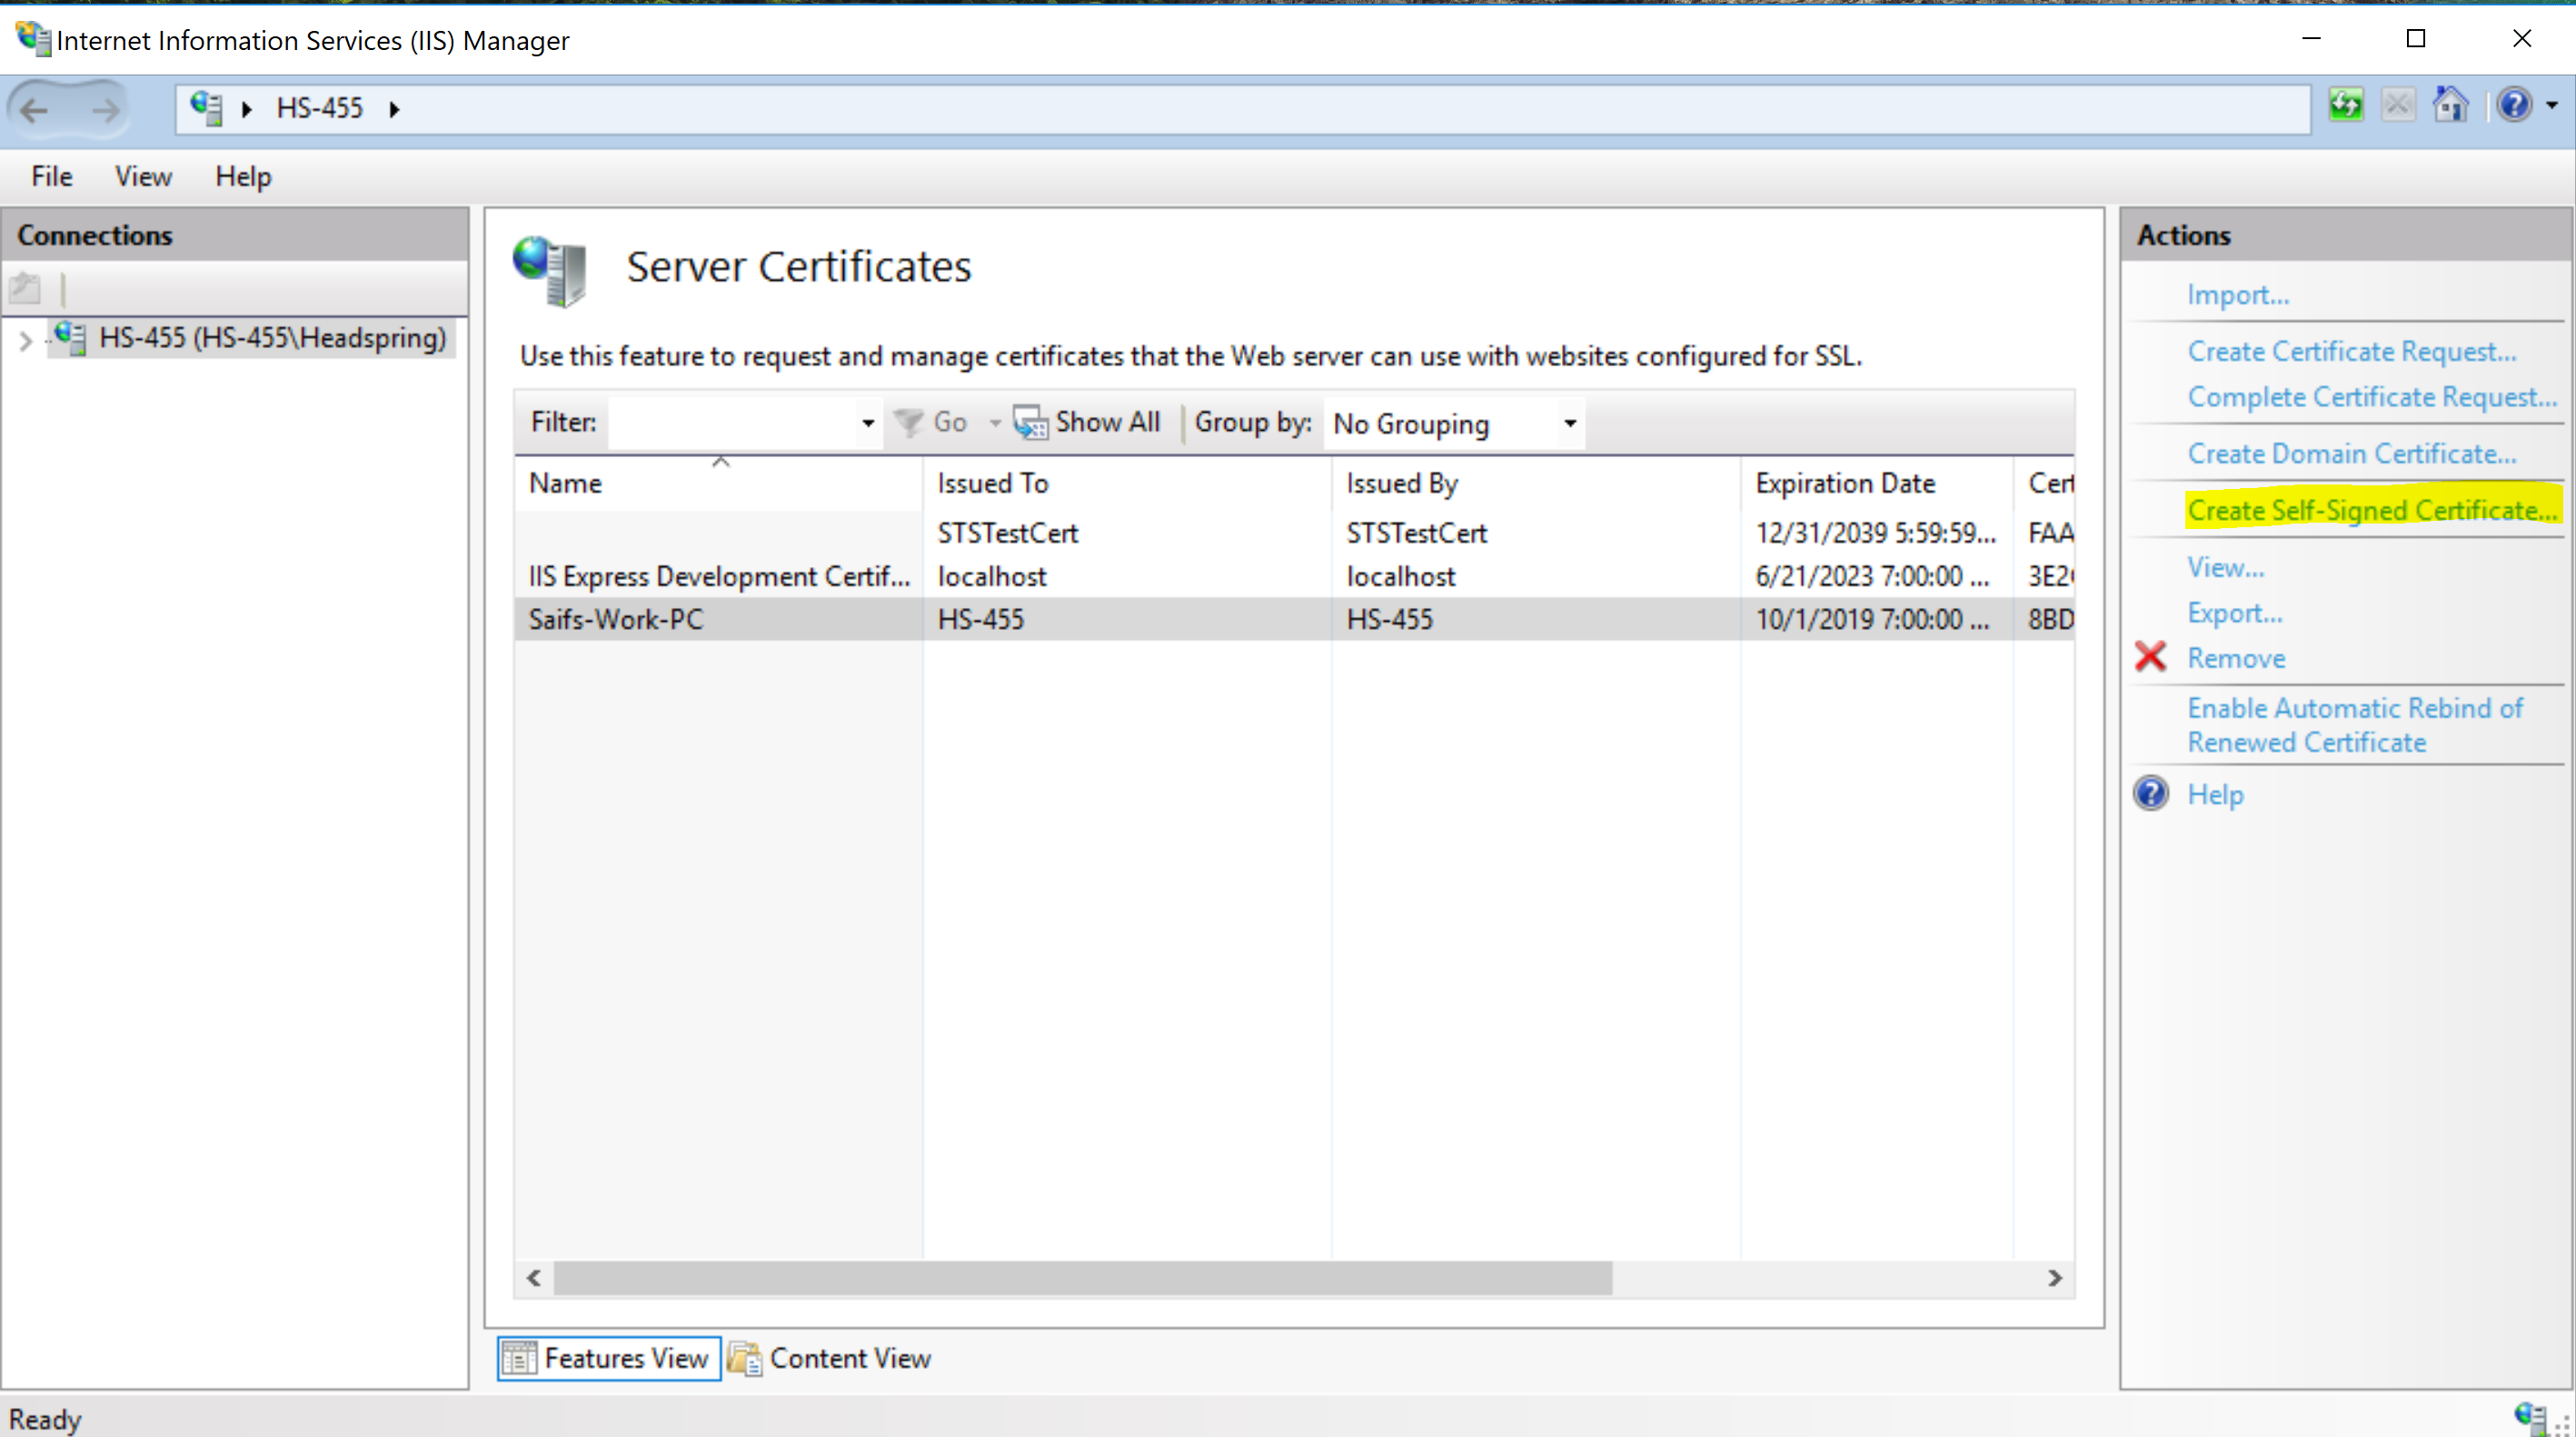 Internet Information Services (IIS) Manager
HS-455
File View Help
Connections
HS-455 (HS-455\Headspring)
Server Certificates
Use this feature to request and manage certificates that the Web server can use with websites configured for SSL.
Filter: Go Show All Group by: No Grouping
Name Issued To Issued By Expiration Date Cert
STSTestCert STSTestCert 12/31/2039 5:59:59... FAA
IIS Express Development Certif... localhost localhost 6/21/2023 7:00:00 ... 3E2
Saifs-Work-PC HS-455 HS-455 10/1/2019 7:00:00 ... 8BD
Features View Content View
Actions
Import...
Create Certificate Request...
Complete Certificate Request...
Create Domain Certificate...
Create Self-Signed Certificate...
View...
Export...
Remove
Enable Automatic Rebind of
Renewed Certificate
Help
Ready